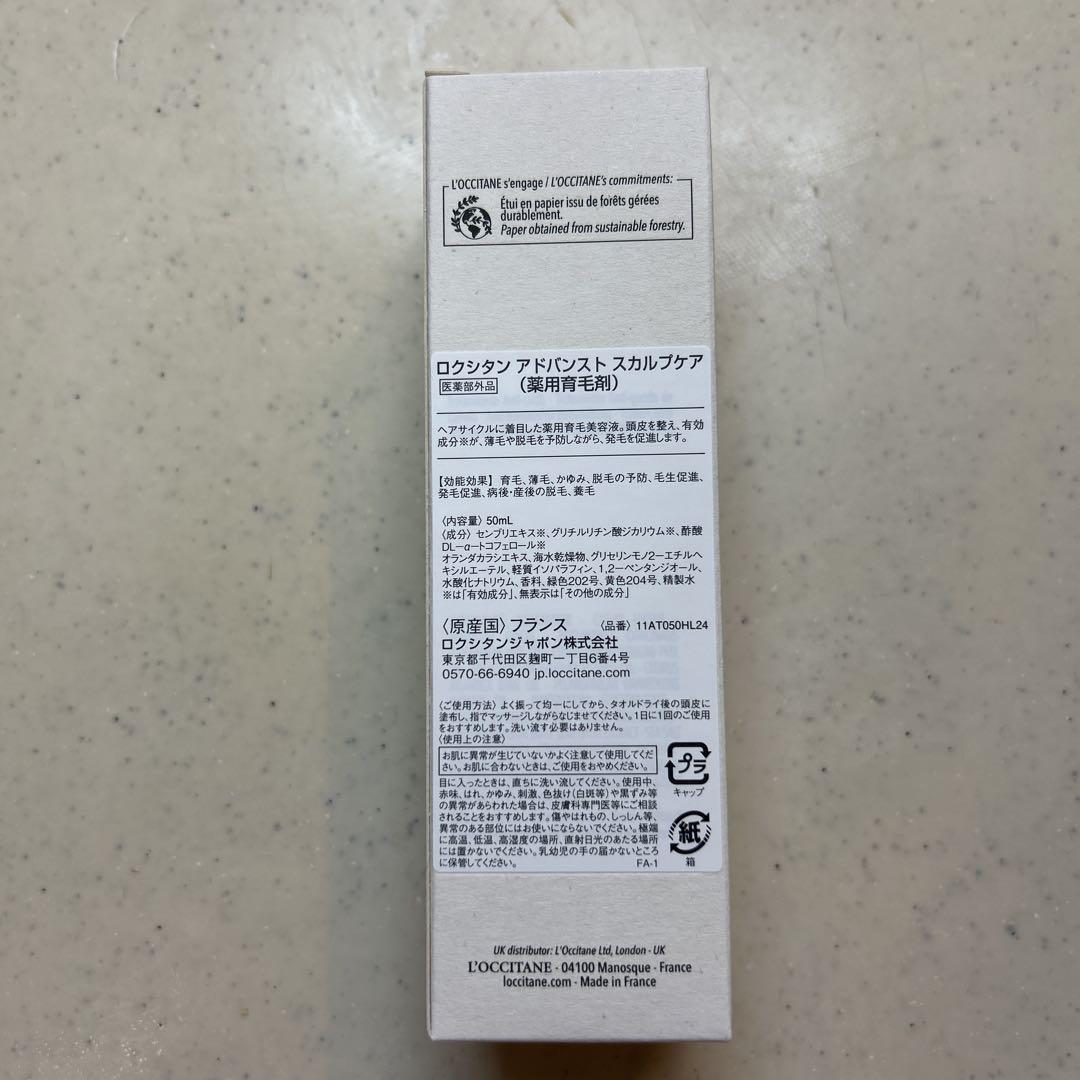 L'OCCITANE s'engage / L'OCCITANE's commitments:
Étui en papier issu de forêts gérées
durablement.
Paper obtained from sustainable forestry.
ロクシタン アドバンスト スカルプケア
医薬部外品 （薬用育毛剤）
ヘアサイクルに着目した薬用育毛美容液。頭皮を整え、有効
成分※が、薄毛や脱毛を予防しながら、発毛を促進します。
【効能効果】 育毛、薄毛、かゆみ、脱毛の予防、毛生促進、
発毛促進、病後・産後の脱毛、養毛
〈内容量〉 50mL
〈成分〉 センブリエキス※、グリチルリチン酸ジカリウム※、酢酸
DL－α－トコフェロール※
オランダカラシエキス、海水乾燥物、グリセリンモノ2－エチルヘ
キシルエーテル、軽質イソパラフィン、1,2－ペンタンジオール、
水酸化ナトリウム、香料、緑色202号、黄色204号、精製水
※は「有効成分」、無表示は「その他の成分」
〈原産国〉 フランス 〈品番〉 11AT050HL24
ロクシタンジャポン株式会社
東京都千代田区麹町一丁目6番4号
0570-66-6940 jp.loccitane.com
〈ご使用方法〉 よく振って均一にしてから、タオルドライ後の頭皮に
塗布し、指でマッサージしながらなじませてください。1日に1回のご使用
をおすすめします。洗い流す必要はありません。
〈使用上の注意〉
お肌に異常が生じていないかよく注意して使用してくだ
さい。お肌に合わないときは、ご使用をおやめください。
目に入ったときは、直ちに洗い流してください。使用中、
赤味、はれ、かゆみ、刺激、色抜け(白斑等)や黒ずみ等
の異常があらわれた場合は、皮膚科専門医等にご相談
されることをおすすめします。傷やはれもの、しっしん等、
異常のある部位にはお使いにならないでください。極端
に高温、低温、高湿度の場所、直射日光のあたる場所
には置かないでください。乳幼児の手の届かないところ
に保管してください。 FA-1
プラ
キャップ
紙
箱
UK distributor: L'Occitane Ltd, London - UK
L'OCCITANE - 04100 Manosque - France
loccitane.com - Made in France